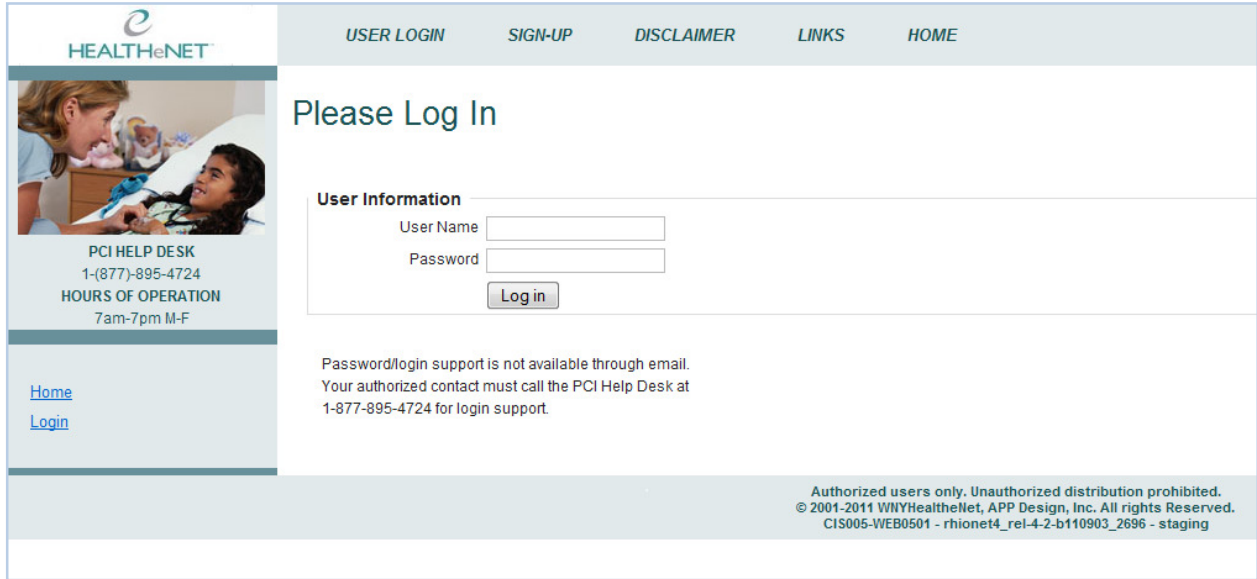 HEALTHeNET
USER LOGIN SIGN-UP DISCLAIMER LINKS HOME
PCI HELP DESK
1-(877)-895-4724
HOURS OF OPERATION
7am-7pm M-F
Home
Login
Please Log In
User Information
User Name
Password
Log in
Password/login support is not available through email.
Your authorized contact must call the PCI Help Desk at
1-877-895-4724 for login support.
Authorized users only. Unauthorized distribution prohibited.
© 2001-2011 WNYHealtheNet, APP Design, Inc. All rights Reserved.
CIS005-WEB0501 - rhionet4_rel-4-2-b110903_2696 - staging